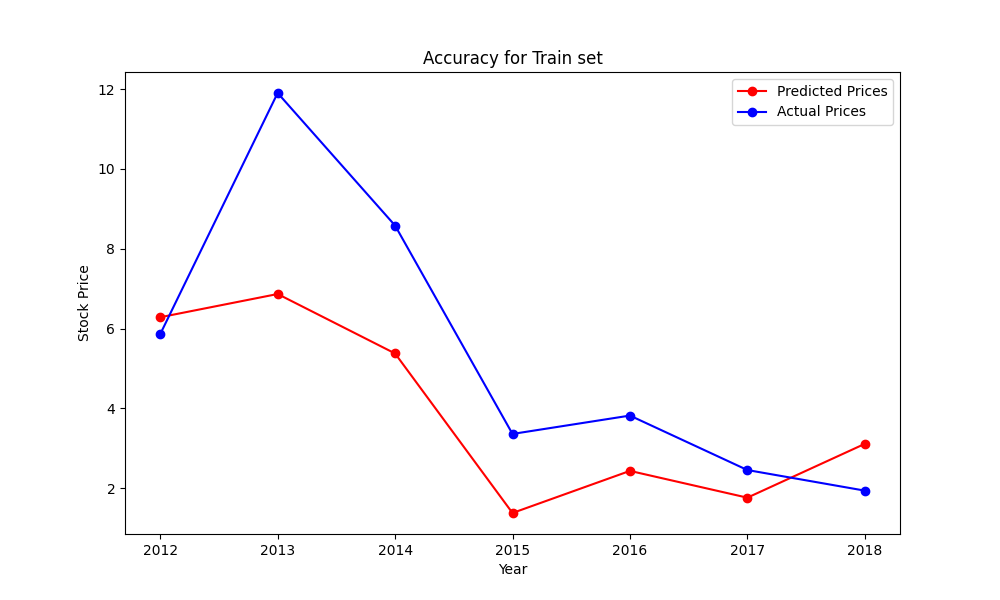 Accuracy for Train set
Predicted Prices
Actual Prices
12
10
8
6
4
2
Stock Price
2012 2013 2014 2015 2016 2017 2018
Year